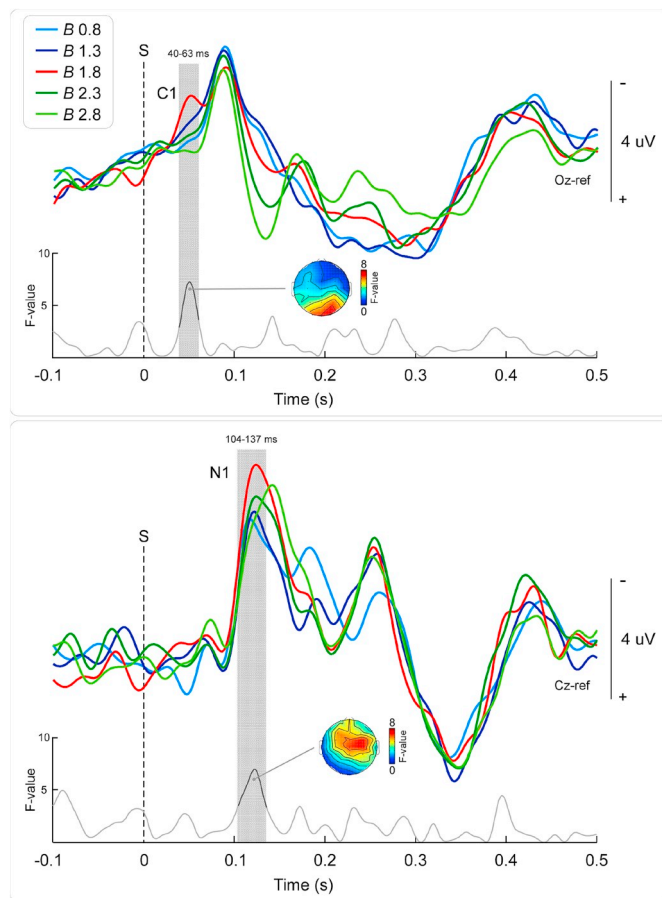 B 0.8
B 1.3
B 1.8
B 2.3
B 2.8
S
40-63 ms
C1
-
4 uV
+
Oz-ref
10
5
F-value
8
0
F-value
-0.1 0 0.1 0.2 0.3 0.4 0.5
Time (s)
104-137 ms
N1
S
-
4 uV
+
Cz-ref
10
5
F-value
8
0
F-value
-0.1 0 0.1 0.2 0.3 0.4 0.5
Time (s)